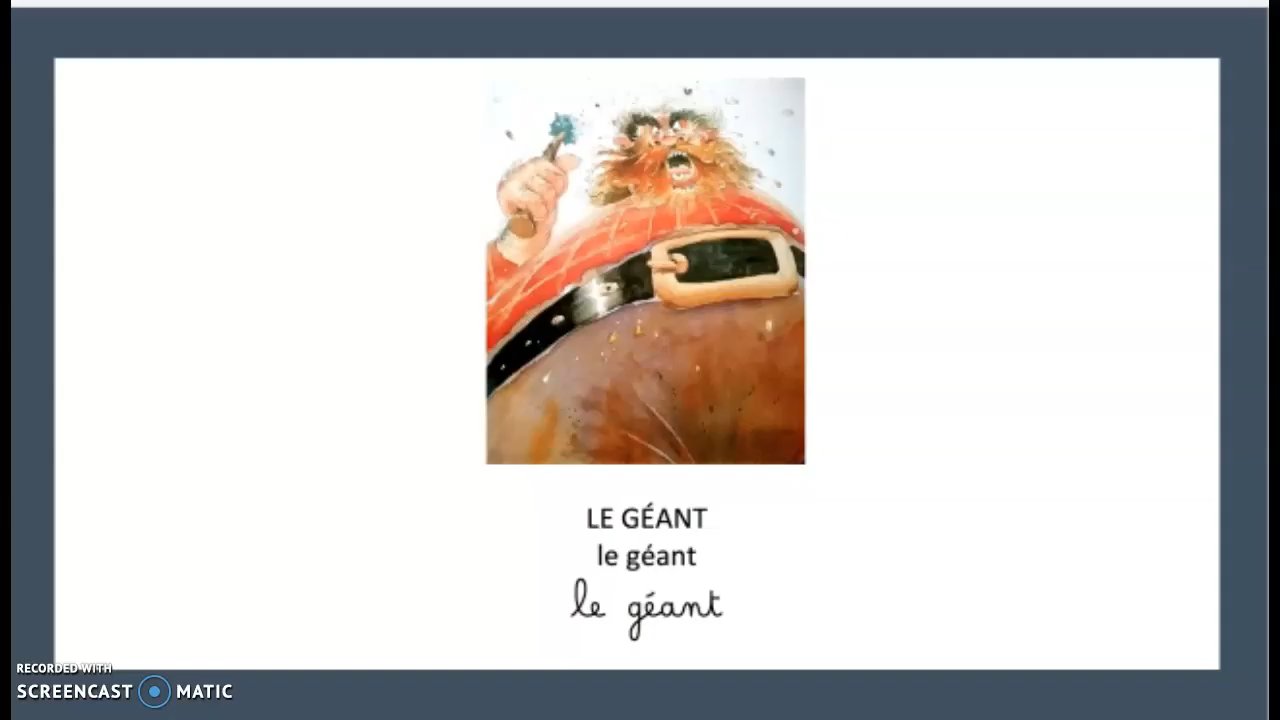 LE GÉANT
le géant
le géant
RECORDED WITH
SCREENCAST MATIC